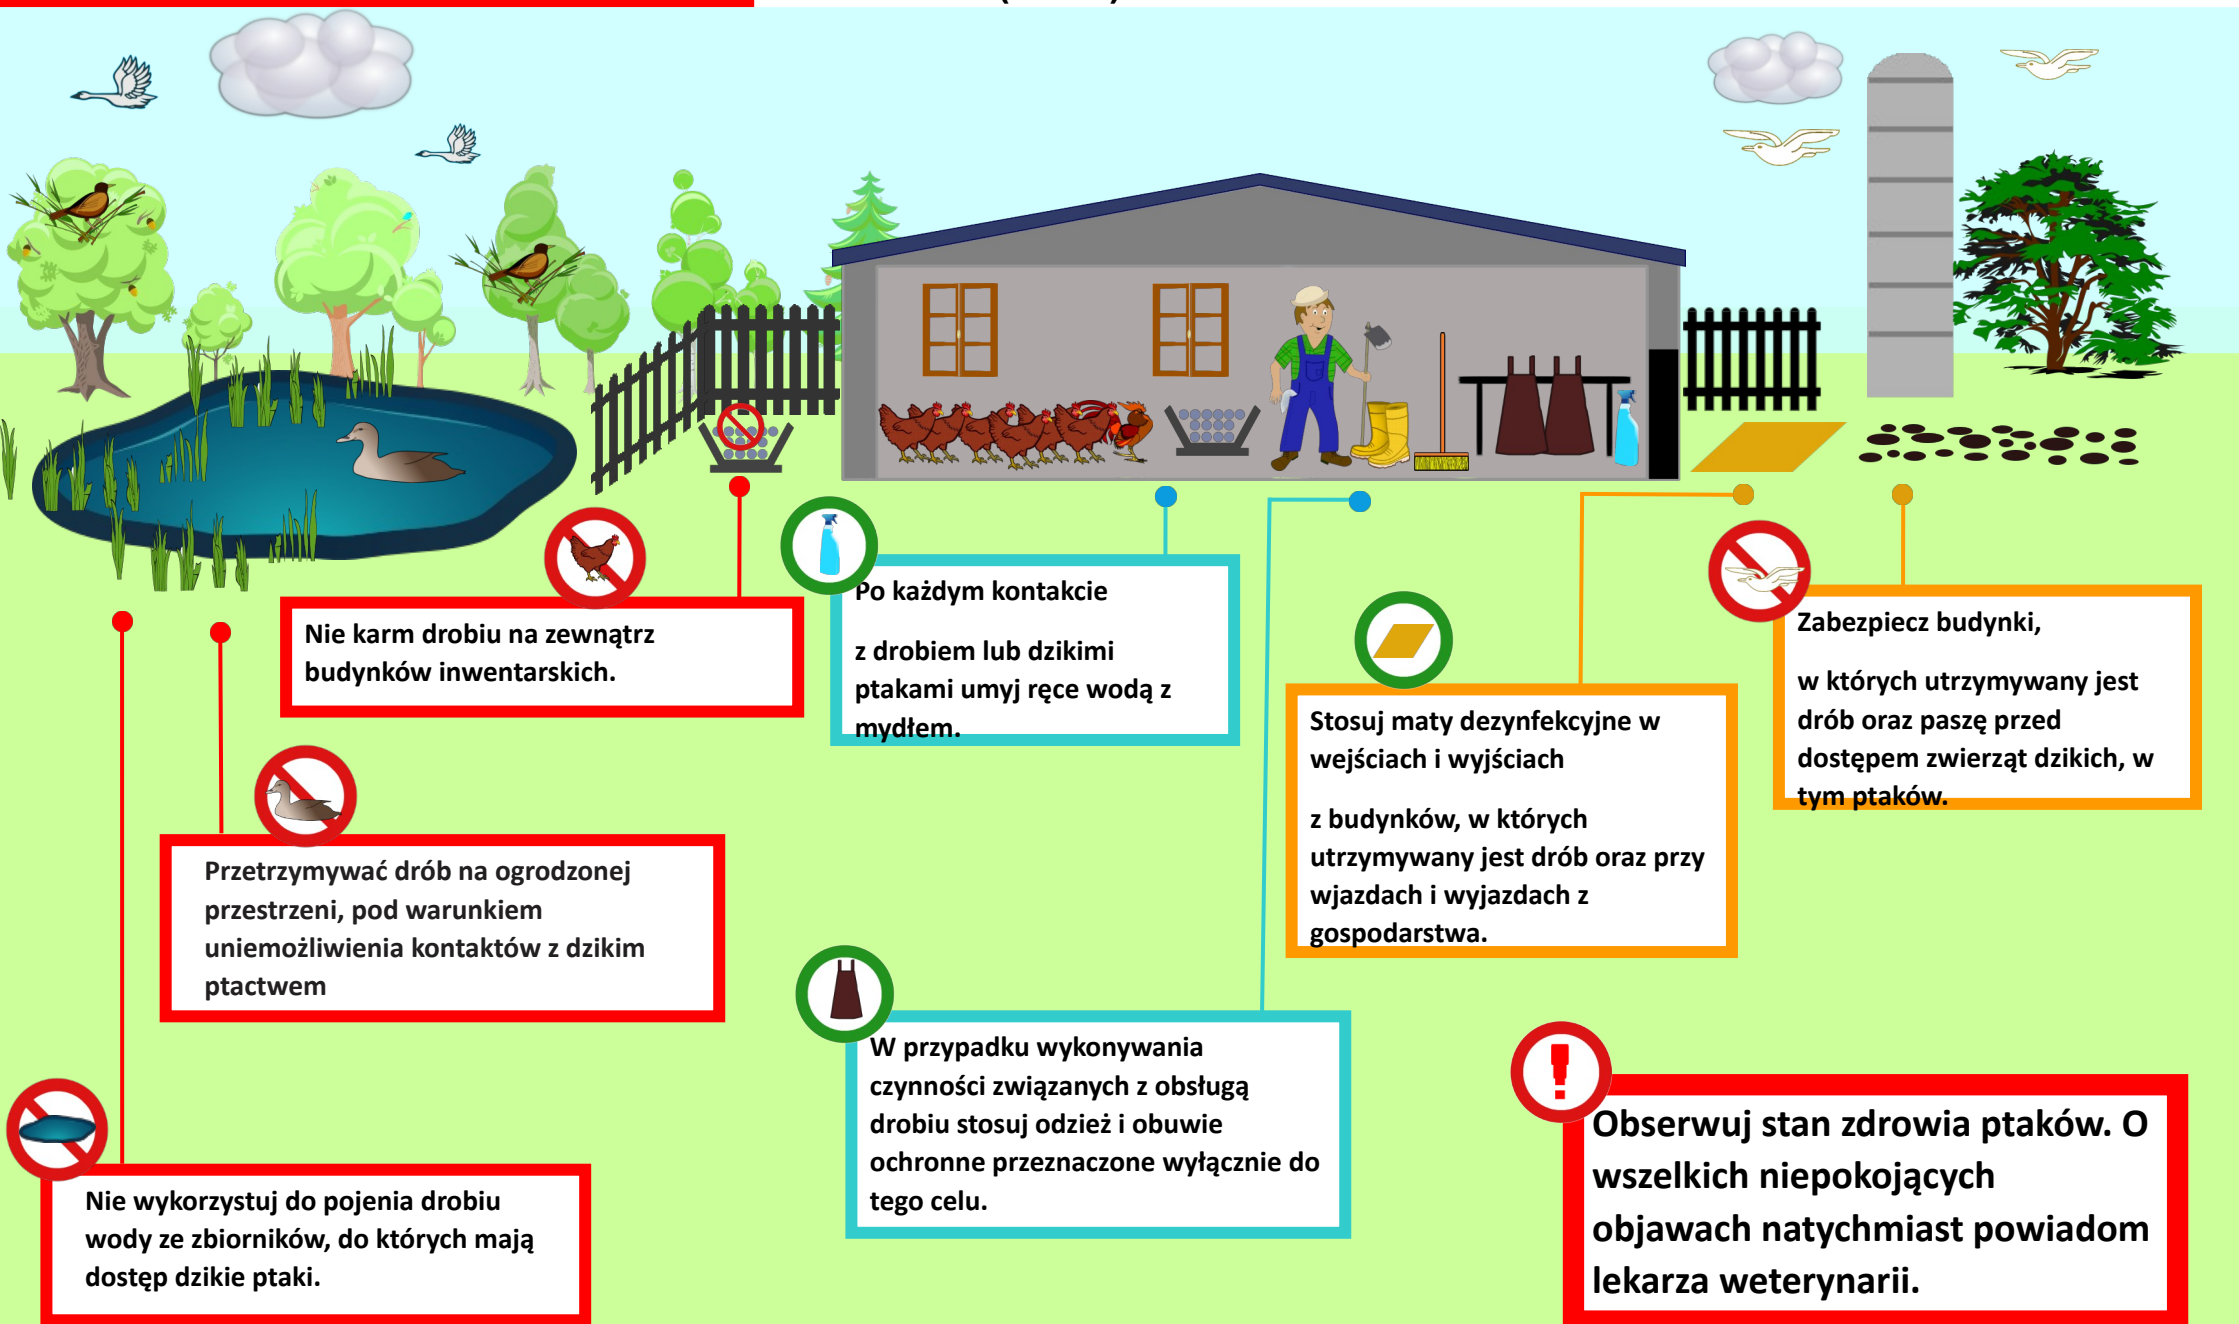 Nie karm drobiu na zewnątrz
budynków inwentarskich.
Po każdym kontakcie
z drobiem lub dzikimi
ptakami umyj ręce wodą z
mydłem.
Stosuj maty dezynfekcyjne w
wejściach i wyjściach
z budynków, w których
utrzymywany jest drób oraz przy
wjazdach i wyjazdach z
gospodarstwa.
Zabezpiecz budynki,
w których utrzymywany jest
drób oraz paszę przed
dostępem zwierząt dzikich, w
tym ptaków.
Przetrzymywać drób na ogrodzonej
przestrzeni, pod warunkiem
uniemożliwienia kontaktów z dzikim
ptactwem
W przypadku wykonywania
czynności związanych z obsługą
drobiu stosuj odzież i obuwie
ochronne przeznaczone wyłącznie do
tego celu.
Nie wykorzystuj do pojenia drobiu
wody ze zbiorników, do których mają
dostęp dzikie ptaki.
Obserwuj stan zdrowia ptaków. O
wszelkich niepokojących
objawach natychmiast powiadom
lekarza weterynarii.